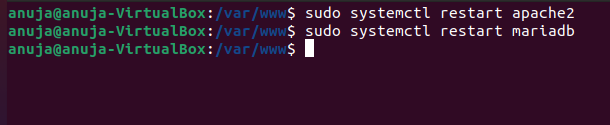 anuja@anuja-VirtualBox:/var/www$ sudo systemctl restart apache2
anuja@anuja-VirtualBox:/var/www$ sudo systemctl restart mariadb
anuja@anuja-VirtualBox:/var/www$